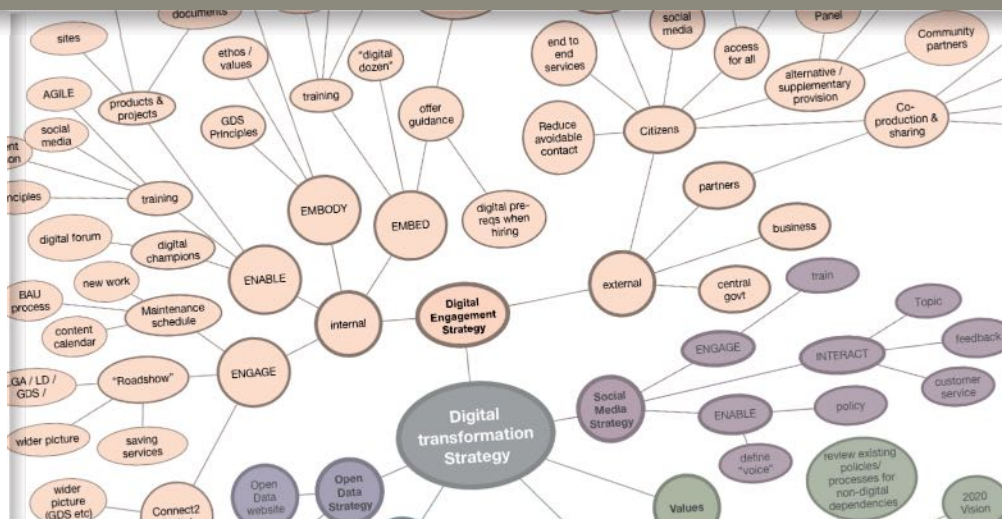 documents
sites
ethos /
values
"digital
dozen"
training
AGILE
products &
projects
GDS
Principles
offer
guidance
social
media
training
EMBODY
EMBED
digital pre-
reqs when
hiring
digital forum
digital
champions
ENABLE
new work
BAU
process
Maintenance
schedule
content
calendar
internal
Digital
Engagement
Strategy
ENGAGE
"Roadshow"
GDS /
wider picture
saving
services
wider
picture
(GDS etc)
Connect2
end to
end
services
social
media
access
for all
Panel
Community
partners
alternative /
supplementary
provision
Citizens
Co-
production &
sharing
Reduce
avoidable
contact
partners
business
external
central
govt
train
Topic
ENGAGE
INTERACT
feedback
customer
service
Social
Media
Strategy
ENABLE
policy
define
"voice"
Digital
transformation
Strategy
Open
Data
website
Open
Data
Strategy
Values
review existing
policies/
processes for
non-digital
dependencies
2020
Vision